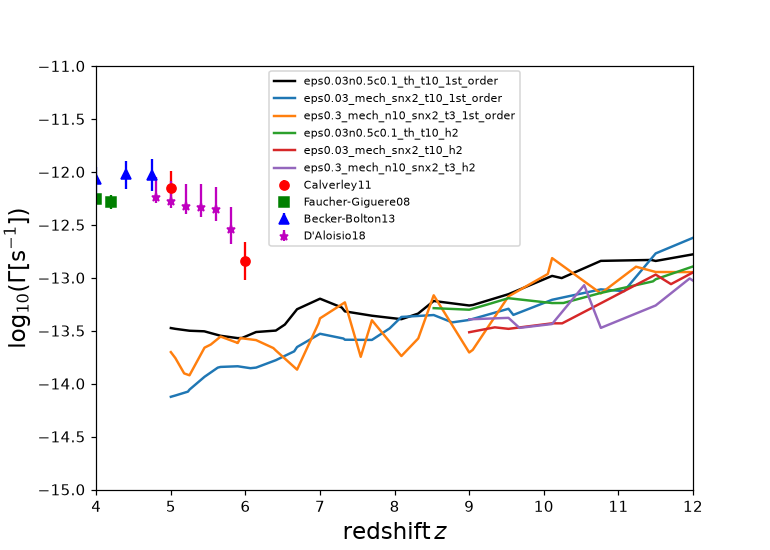 −11.0
−11.5
−12.0
−12.5
−13.0
−13.5
−14.0
−14.5
−15.0
log₁₀(Γ[s⁻¹])
eps0.03n0.5c0.1_th_t10_1st_order
eps0.03_mech_snx2_t10_1st_order
eps0.3_mech_n10_snx2_t3_1st_order
eps0.03n0.5c0.1_th_t10_h2
eps0.03_mech_snx2_t10_h2
eps0.3_mech_n10_snx2_t3_h2
Calverley11
Faucher-Giguere08
Becker-Bolton13
D'Aloisio18
4 5 6 7 8 9 10 11 12
redshift z